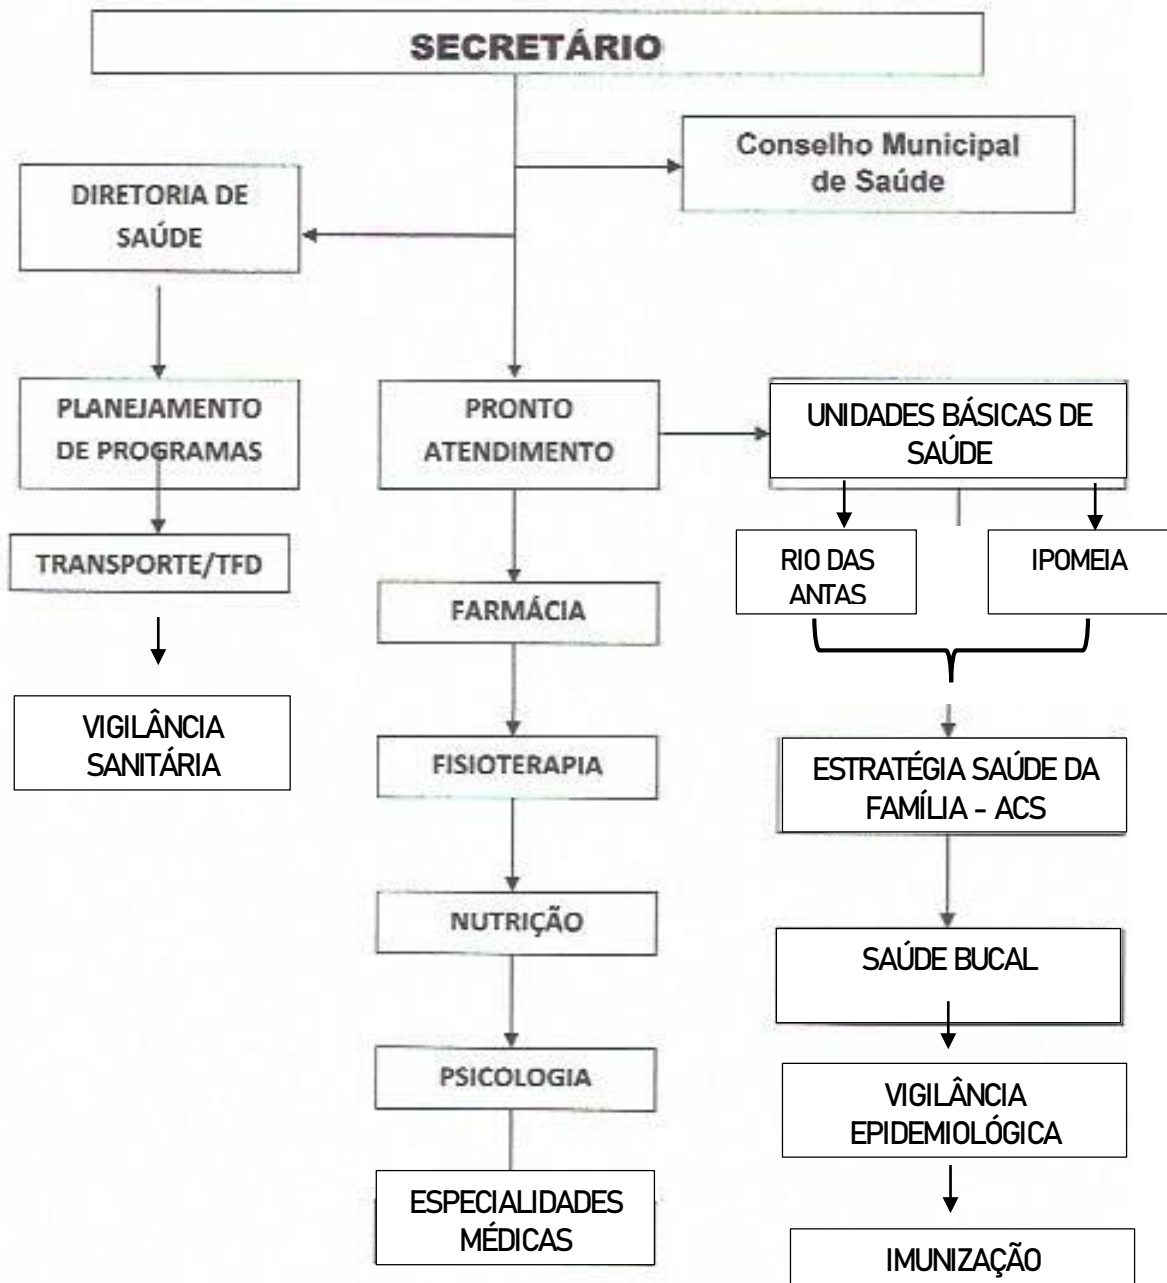 SECRETÁRIO
Conselho Municipal
de Saúde
DIRETORIA DE
SAÚDE
PLANEJAMENTO
DE PROGRAMAS
PRONTO
ATENDIMENTO
UNIDADES BÁSICAS DE
SAÚDE
TRANSPORTE/TFD
RIO DAS
ANTAS
IPOMEIA
FARMÁCIA
VIGILÂNCIA
SANITÁRIA
FISIOTERAPIA
ESTRATÉGIA SAÚDE DA
FAMÍLIA - ACS
NUTRIÇÃO
SAÚDE BUCAL
PSICOLOGIA
VIGILÂNCIA
EPIDEMIOLÓGICA
ESPECIALIDADES
MÉDICAS
IMUNIZAÇÃO